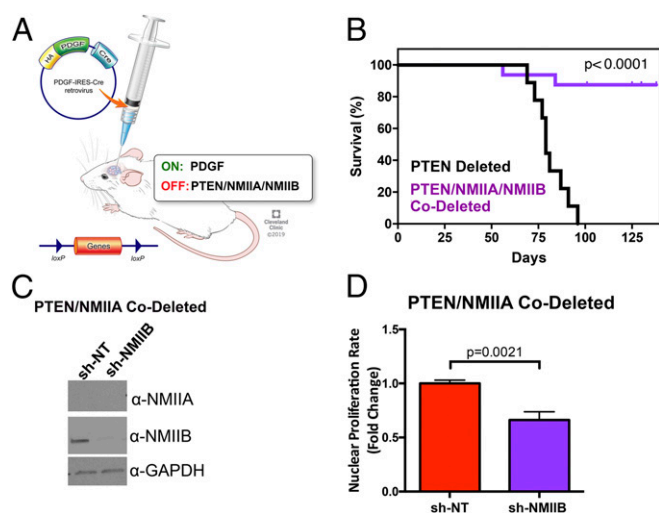 A
HA
PDGF
Cre
PDGF-IRES-Cre
retrovirus
ON: PDGF
OFF: PTEN/NMIIA/NMIIB
Cleveland
Clinic
©2019
Genes
loxP
loxP
B
p<0.0001
100
80
60
40
20
0
Survival (%)
PTEN Deleted
PTEN/NMIIA/NMIIB
Co-Deleted
0
25
50
75
100
125
Days
C
PTEN/NMIIA Co-Deleted
sh-NT
sh-NMIIB
α-NMIIA
α-NMIIB
α-GAPDH
D
PTEN/NMIIA Co-Deleted
Nuclear Proliferation Rate
(Fold Change)
1.5
1.0
0.5
0.0
p=0.0021
sh-NT
sh-NMIIB